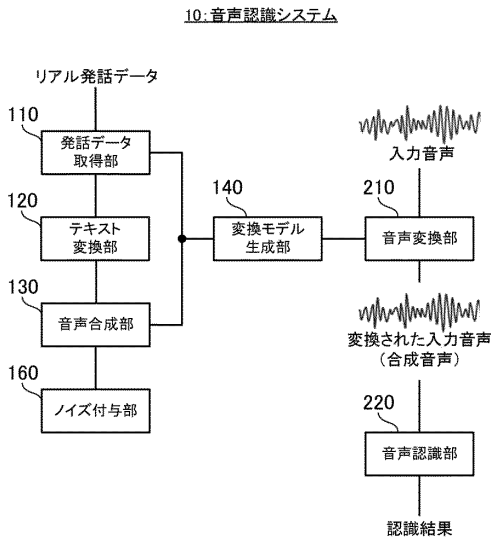 10:音声認識システム
リアル発話データ
110
発話データ
取得部
120
テキスト
変換部
130
音声合成部
160
ノイズ付与部
140
変換モデル
生成部
入力音声
210
音声変換部
変換された入力音声
(合成音声)
220
音声認識部
認識結果